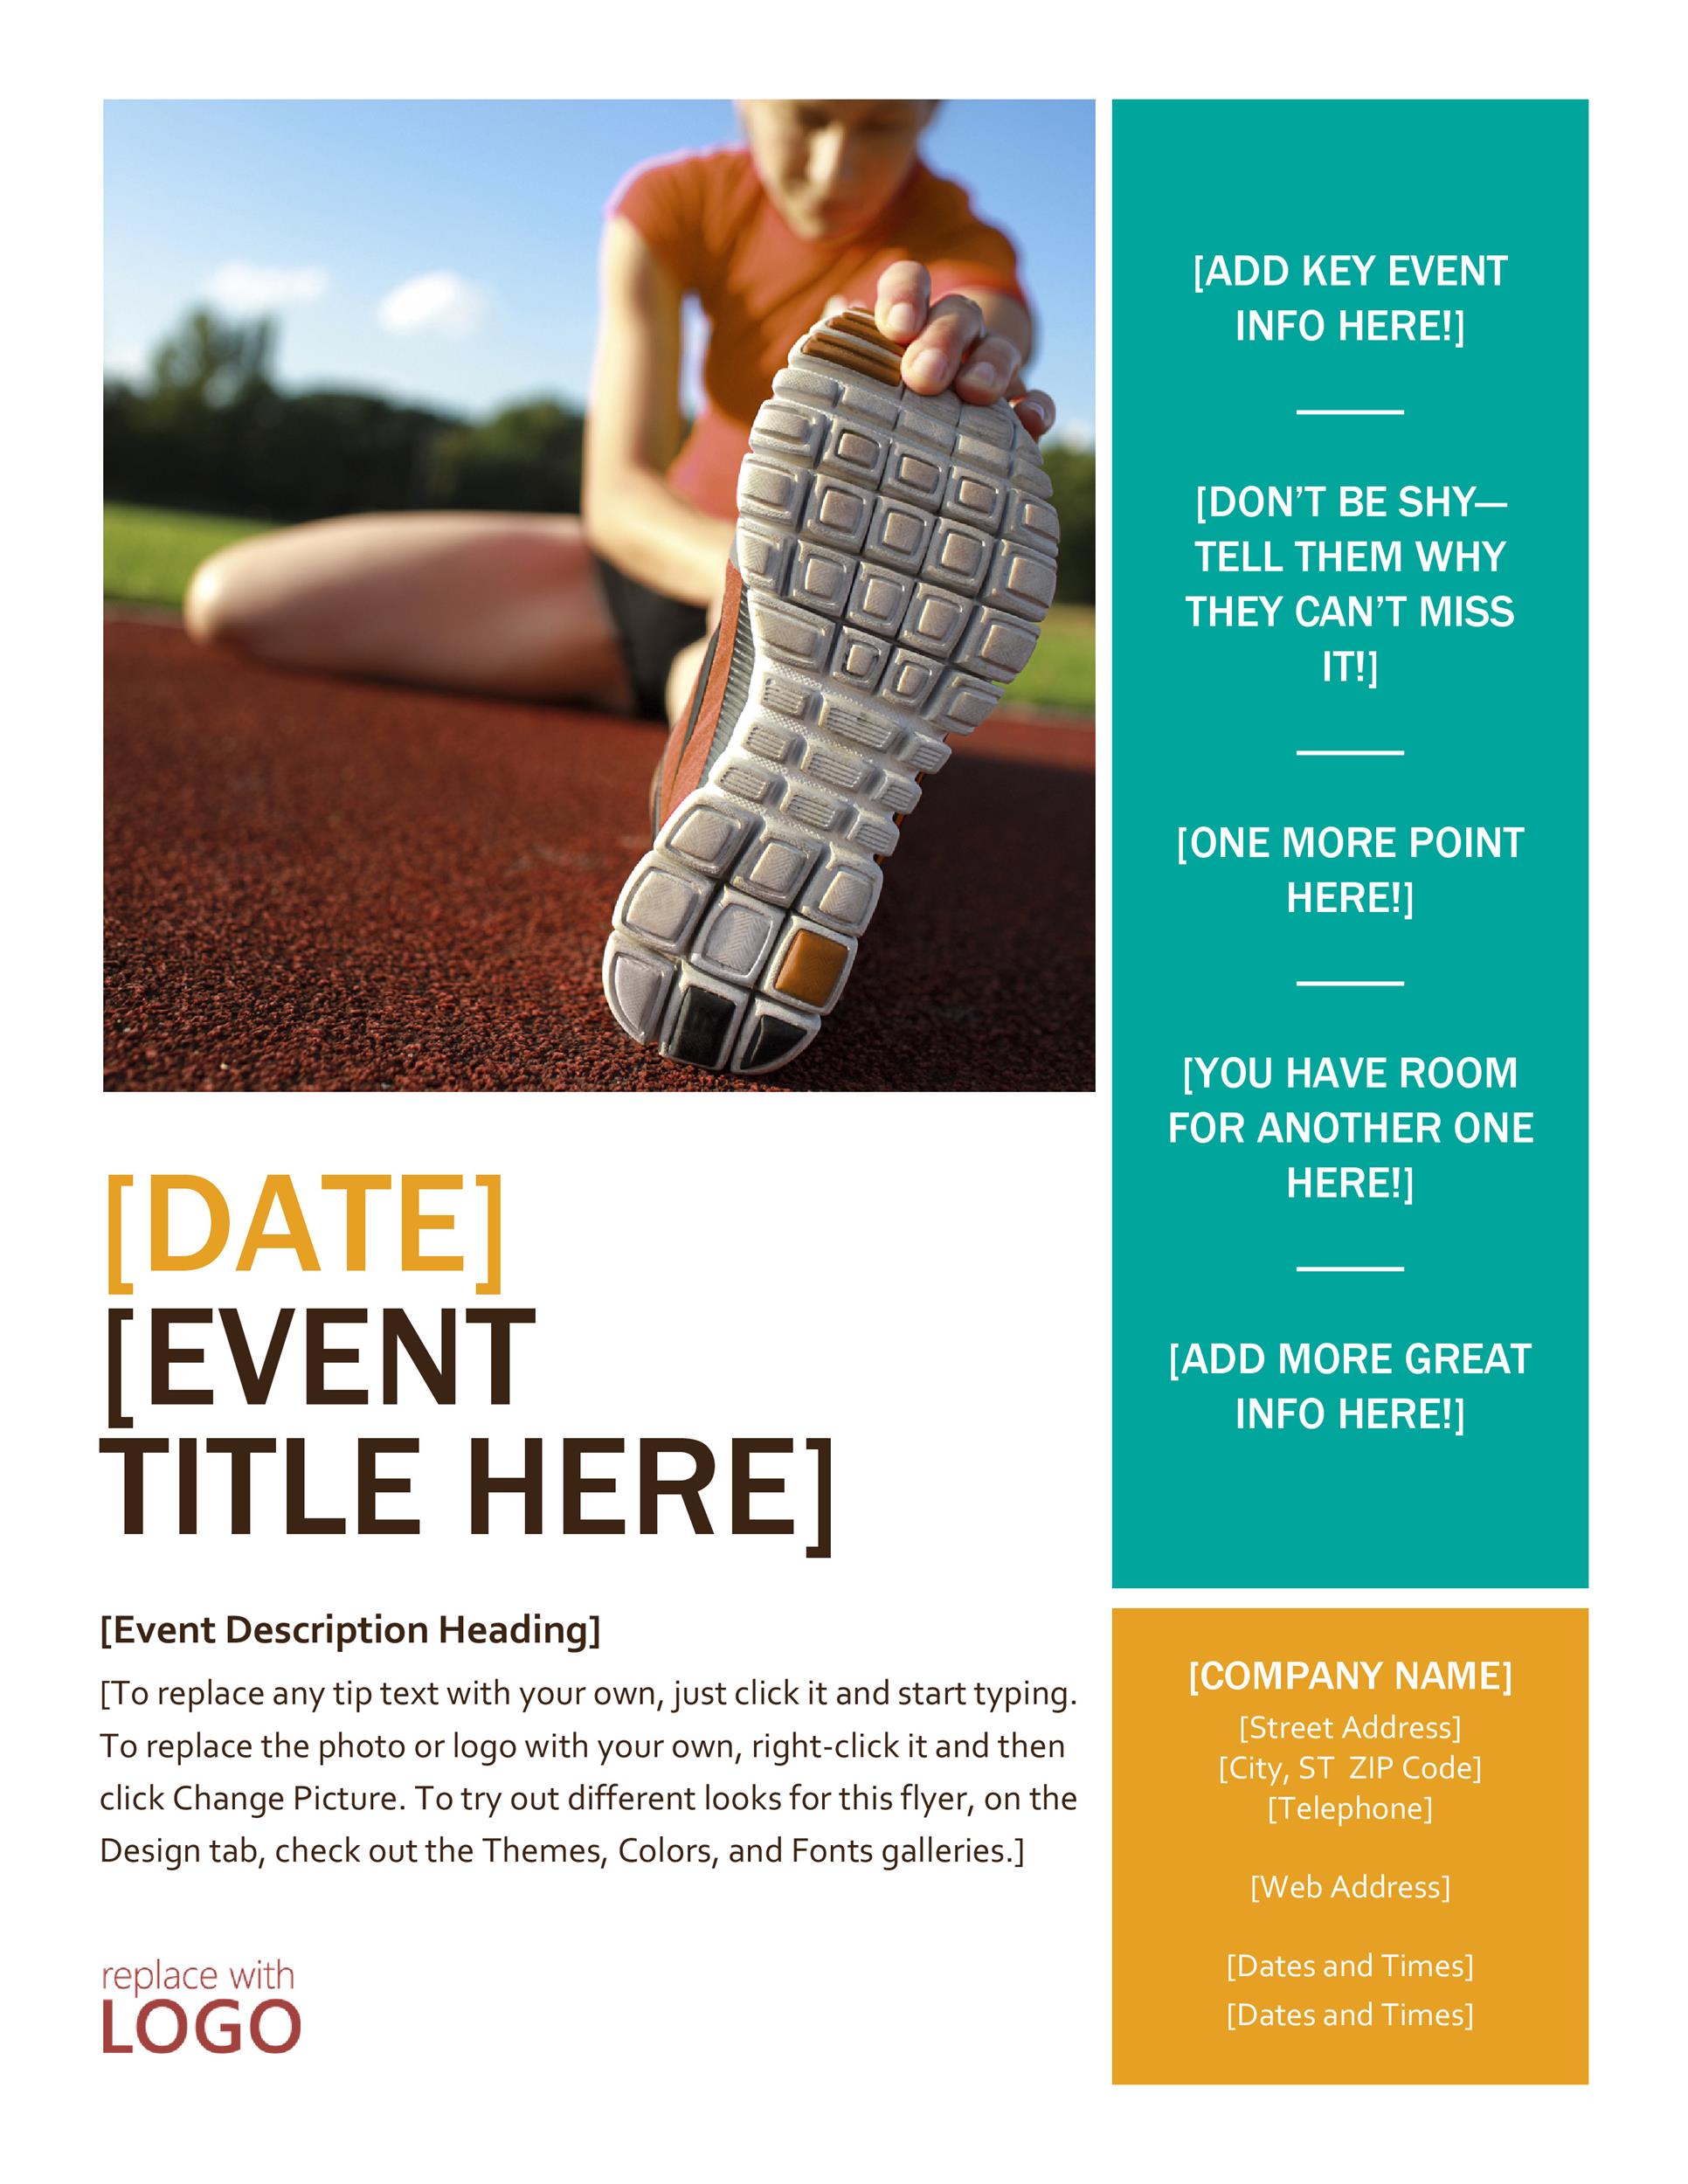 [ADD KEY EVENT
INFO HERE!]
[DON’T BE SHY—
TELL THEM WHY
THEY CAN’T MISS
IT!]
[ONE MORE POINT
HERE!]
[YOU HAVE ROOM
FOR ANOTHER ONE
HERE!]
[ADD MORE GREAT
INFO HERE!]
[DATE]
[EVENT
TITLE HERE]
[Event Description Heading]
[To replace any tip text with your own, just click it and start typing.
To replace the photo or logo with your own, right-click it and then
click Change Picture. To try out different looks for this flyer, on the
Design tab, check out the Themes, Colors, and Fonts galleries.]
replace with
LOGO
[COMPANY NAME]
[Street Address]
[City, ST  ZIP Code]
[Telephone]
[Web Address]
[Dates and Times]
[Dates and Times]